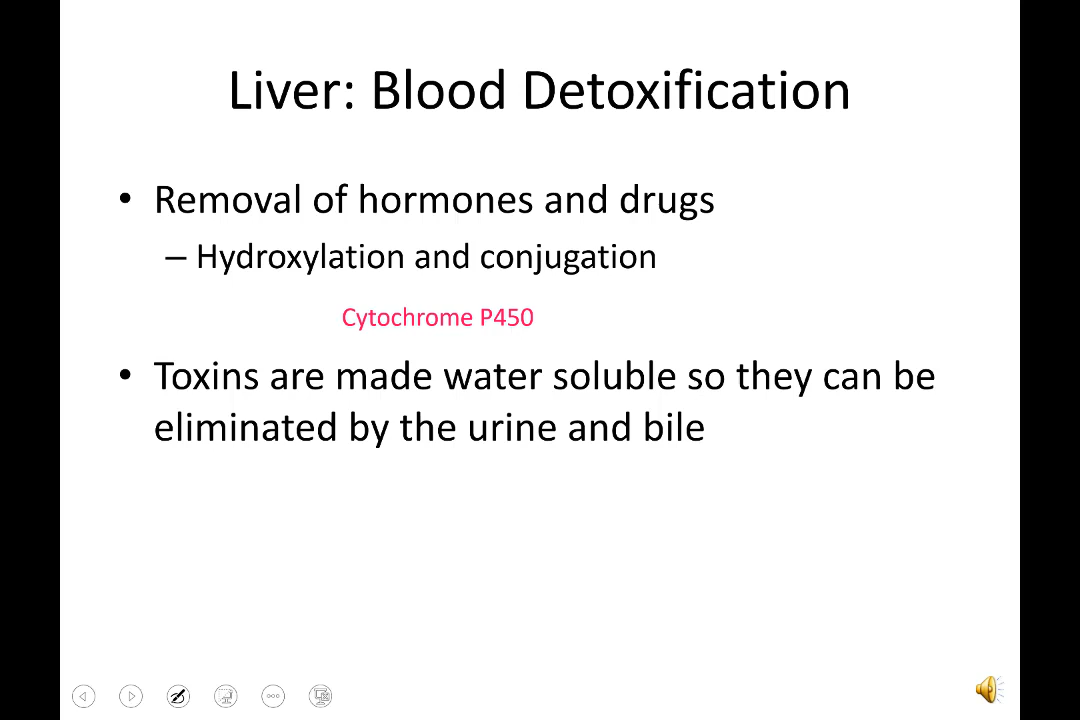 Liver: Blood Detoxification
• Removal of hormones and drugs
– Hydroxylation and conjugation
Cytochrome P450
• Toxins are made water soluble so they can be
eliminated by the urine and bile